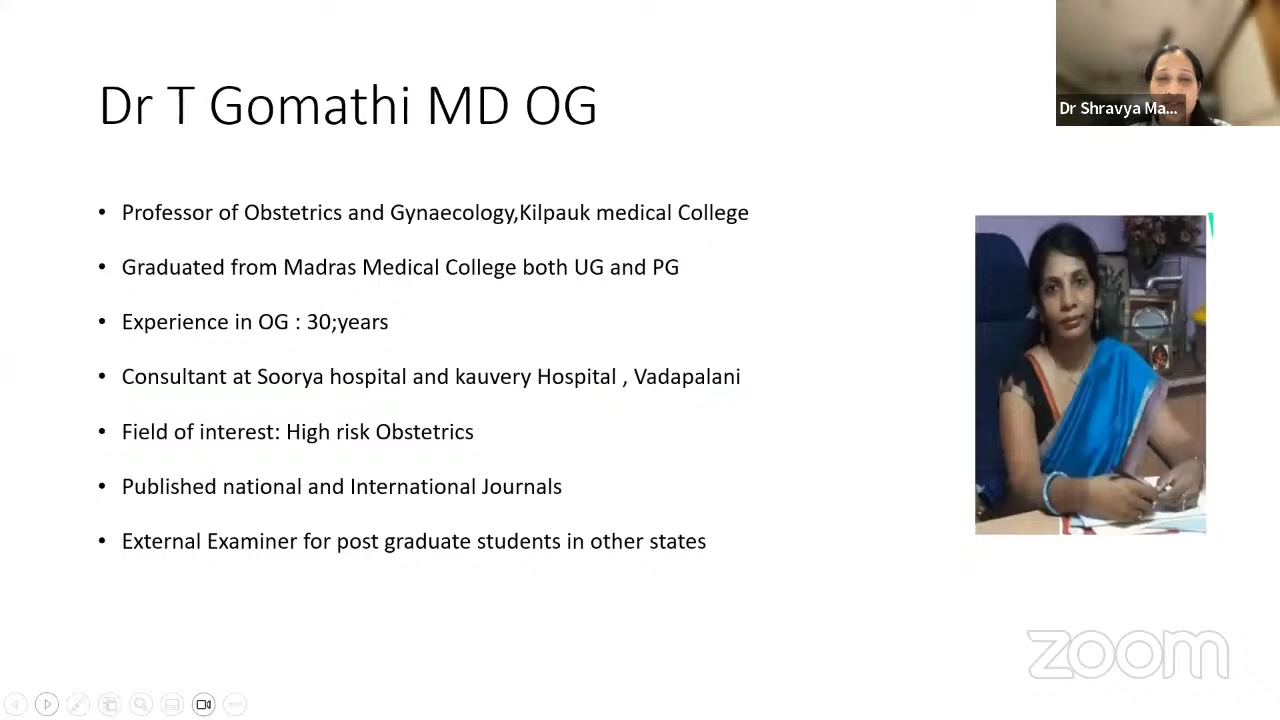 Dr T Gomathi MD OG
Dr Shravya Ma...
• Professor of Obstetrics and Gynaecology,Kilpauk medical College
• Graduated from Madras Medical College both UG and PG
• Experience in OG : 30;years
• Consultant at Soorya hospital and kauvery Hospital , Vadapalani
• Field of interest: High risk Obstetrics
• Published national and International Journals
• External Examiner for post graduate students in other states
zoom